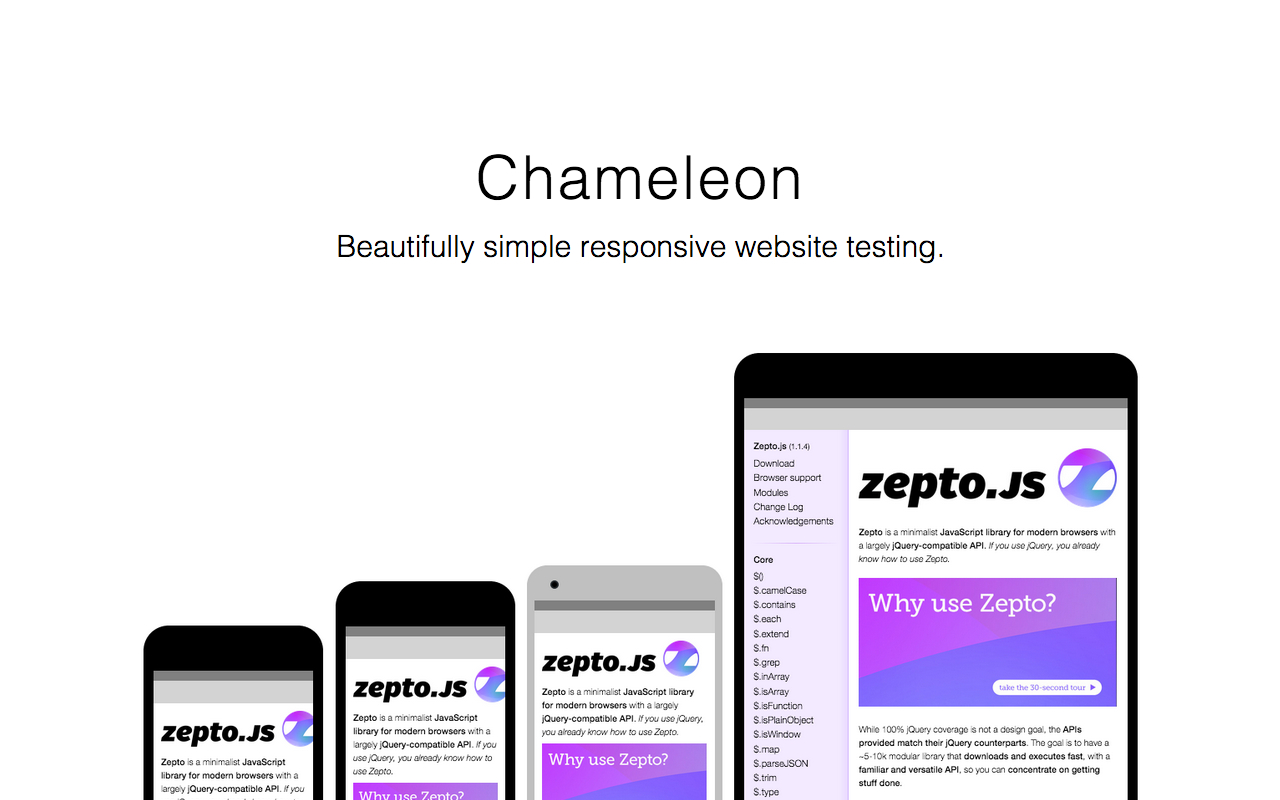 Chameleon
Beautifully simple responsive website testing.
zepto.JS
Zepto is a minimalist JavaScript
library for modern browsers with a
largely jQuery-compatible API. If you
zepto.JS
Zepto is a minimalist JavaScript
library for modern browsers with a
largely jQuery-compatible API. If you
use jQuery, you already know how to
use Zepto.
Why use Zepto?
zepto.JS
Zepto is a minimalist JavaScript library
for modern browsers with a largely
jQuery-compatible API. If you use jQuery,
you already know how to use Zepto.
Why use Zepto?
Zepto.js (1.1.4)
Download
Browser support
Modules
Change Log
Acknowledgements
Core
$()
$.camelCase
$.contains
$.each
$.extend
$.fn
$.grep
$.inArray
$.isArray
$.isFunction
$.isPlainObject
$.isWindow
$.map
$.parseJSON
$.trim
$.type
zepto.JS
Zepto is a minimalist JavaScript library for modern browsers with
a largely jQuery-compatible API. If you use jQuery, you already
know how to use Zepto.
Why use Zepto?
take the 30-second tour
While 100% jQuery coverage is not a design goal, the APIs
provided match their jQuery counterparts. The goal is to have a
~5-10k modular library that downloads and executes fast, with a
familiar and versatile API, so you can concentrate on getting
stuff done.